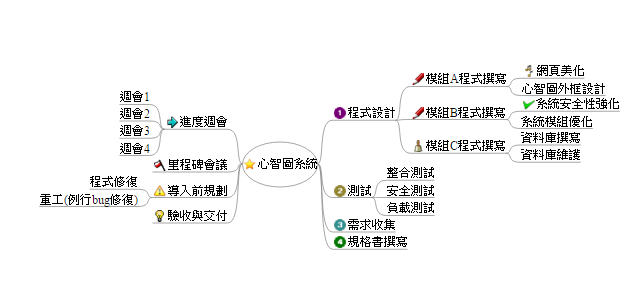 心智圖系統
1 程式設計
模組A程式撰寫
網頁美化
心智圖外框設計
模組B程式撰寫
系統安全性強化
系統模組優化
模組C程式撰寫
資料庫撰寫
資料庫維護
2 測試
整合測試
安全測試
負載測試
3 需求收集
4 規格書撰寫
進度週會
週會1
週會2
週會3
週會4
里程碑會議
導入前規劃
程式修復
重工(例行bug修復)
驗收與交付